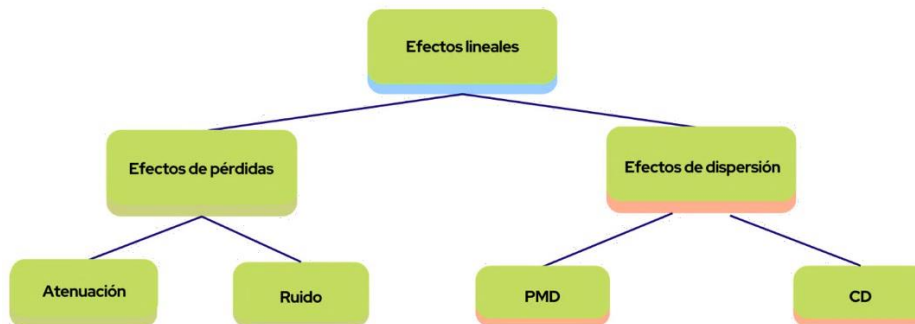 Efectos lineales
Efectos de pérdidas
Efectos de dispersión
Atenuación
Ruido
PMD
CD